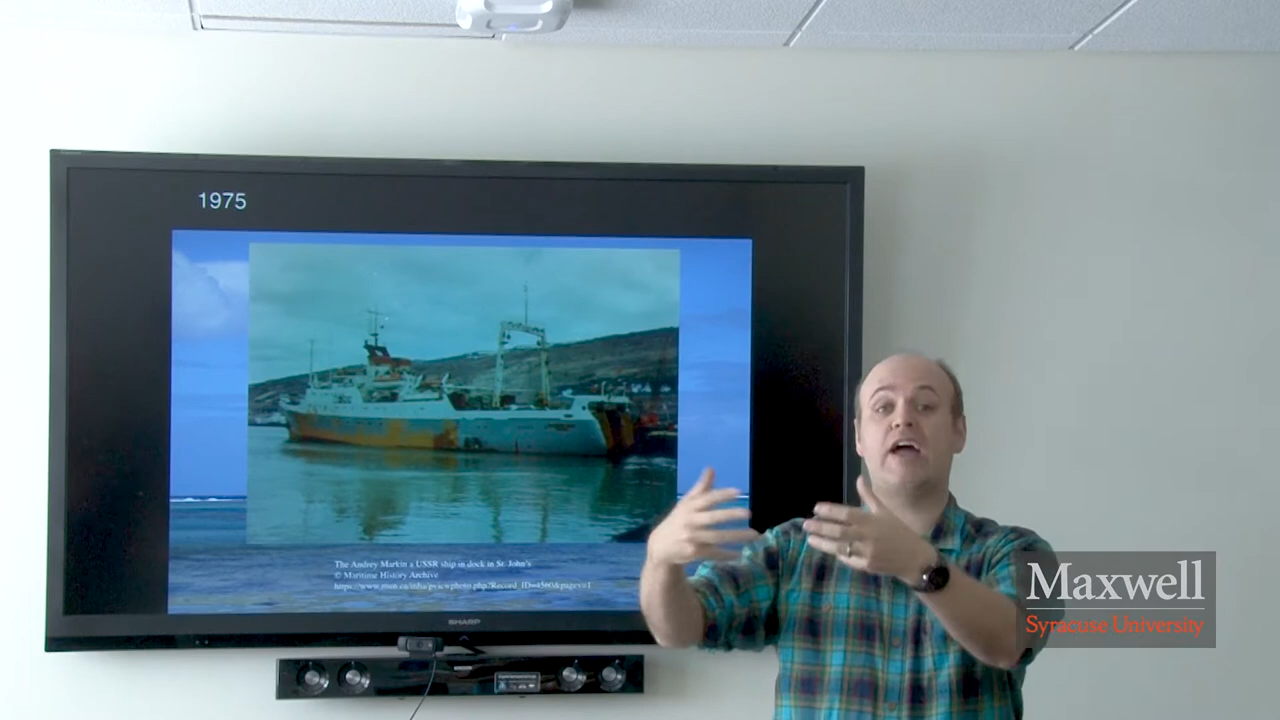 1975
The Andrey Markin a USSR ship in dock in St. John's
© Maritime History Archive
SHARP
Maxwell
Syracuse University